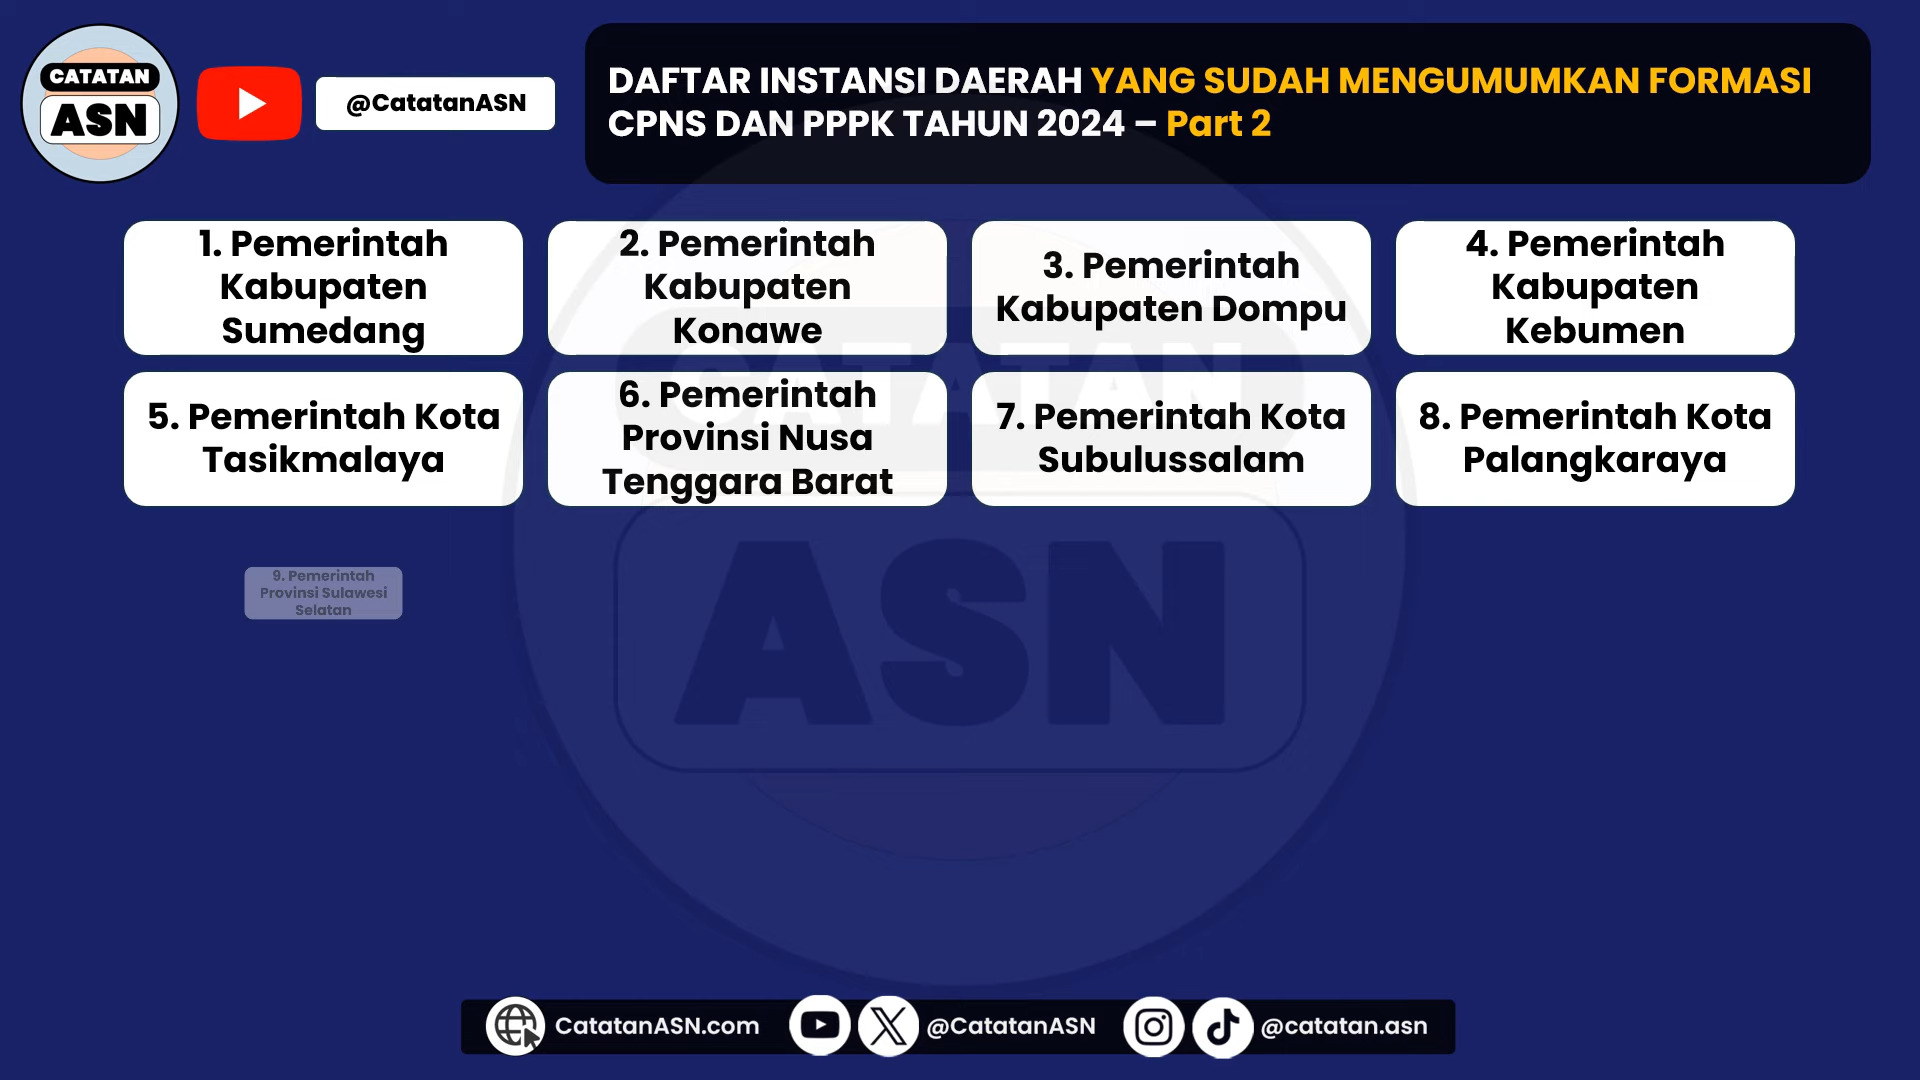 CATATAN
ASN
@CatatanASN
DAFTAR INSTANSI DAERAH YANG SUDAH MENGUMUMKAN FORMASI
CPNS DAN PPPK TAHUN 2024 – Part 2
1. Pemerintah
Kabupaten
Sumedang
2. Pemerintah
Kabupaten
Konawe
3. Pemerintah
Kabupaten Dompu
4. Pemerintah
Kabupaten
Kebumen
5. Pemerintah Kota
Tasikmalaya
6. Pemerintah
Provinsi Nusa
Tenggara Barat
7. Pemerintah Kota
Subulussalam
8. Pemerintah Kota
Palangkaraya
9. Pemerintah
Provinsi Sulawesi
Selatan
CATATAN
ASN
CatatanASN.com
@CatatanASN
@catatan.asn